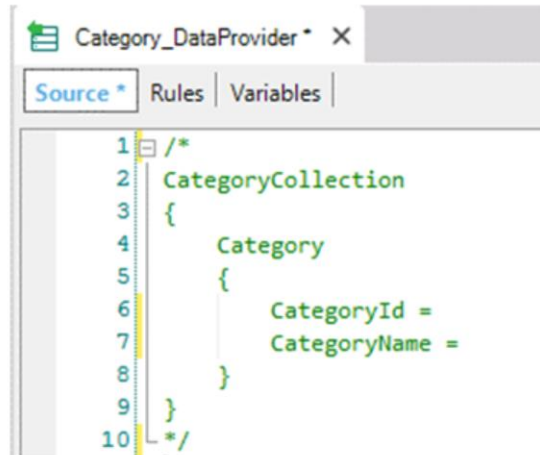 Category_DataProvider *
Source * Rules Variables
1 /*
2 CategoryCollection
3 {
4 Category
5 {
6 CategoryId =
7 CategoryName =
8 }
9 }
10 */